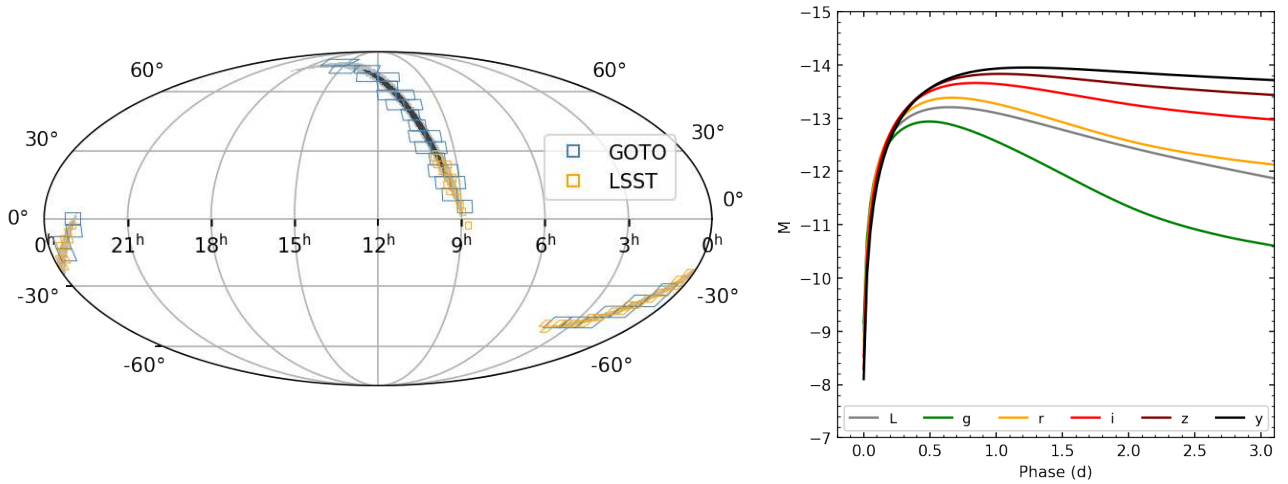 60°
60°
30°
30°
GOTO
LSST
0°
0°
0ʰ
21ʰ
18ʰ
12ʰ
9ʰ
6ʰ
3ʰ
0ʰ
-30°
-30°
-60°
-60°
−15
−14
−13
−12
−11
−10
−9
−8
−7
M
L
g
r
i
z
y
0.0
0.5
1.0
1.5
2.0
2.5
3.0
Phase (d)